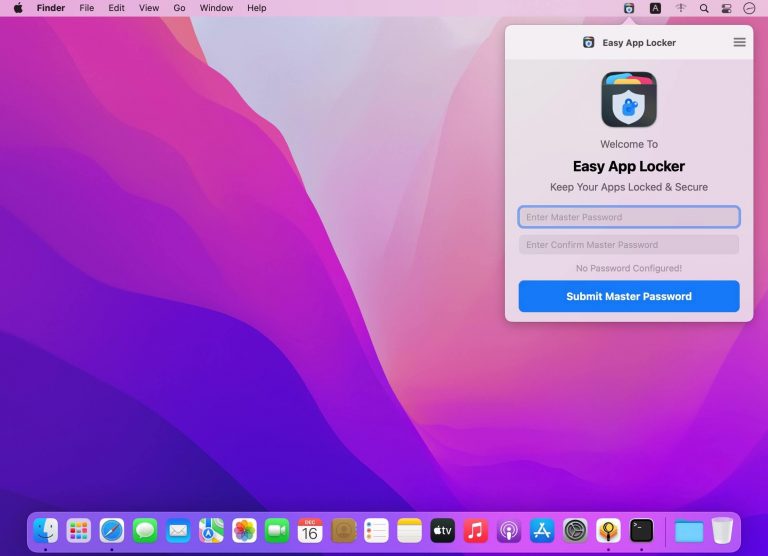 Finder File Edit View Go Window Help A
Easy App Locker
Welcome To
Easy App Locker
Keep Your Apps Locked & Secure
Enter Master Password
Enter Confirm Master Password
No Password Configured!
Submit Master Password
DEC
16
tv